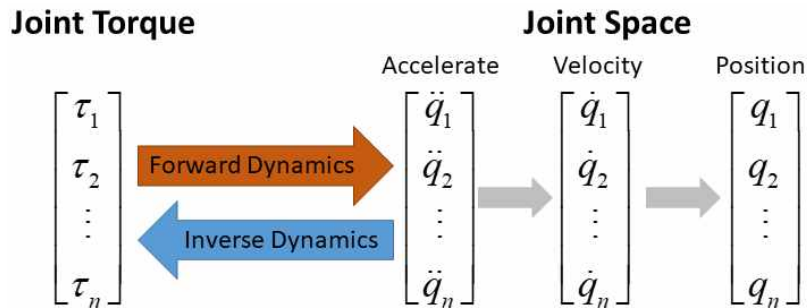 Joint Torque Joint Space
Accelerate Velocity Position
τ₁ q̈₁ q̇₁ q₁
Forward Dynamics
τ₂ q̈₂ q̇₂ q₂
⋮ ⋮ ⋮ ⋮
Inverse Dynamics
τₙ q̈ₙ q̇ₙ qₙ